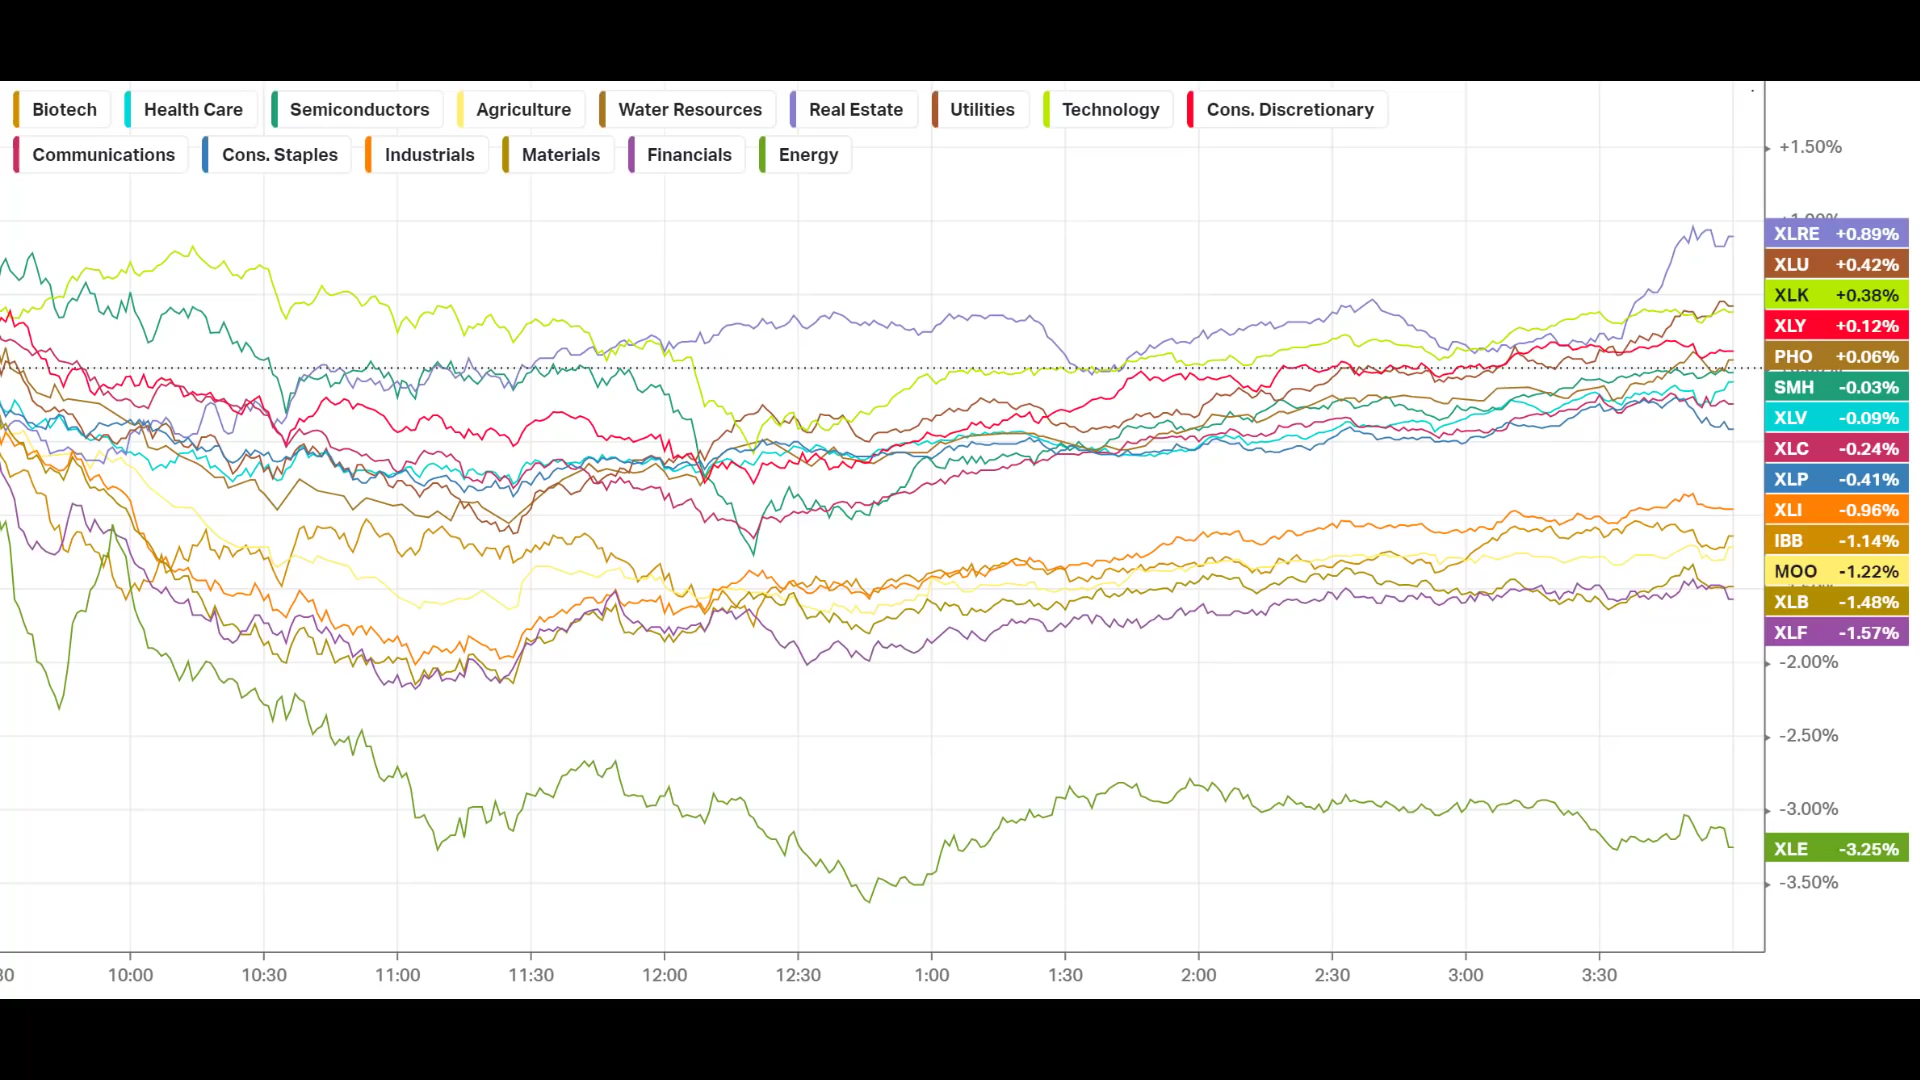 Biotech Health Care Semiconductors Agriculture Water Resources Real Estate Utilities Technology Cons. Discretionary
Communications Cons. Staples Industrials Materials Financials Energy
+1.50%
XLRE +0.89%
XLU +0.42%
XLK +0.38%
XLY +0.12%
PHO +0.06%
SMH -0.03%
XLV -0.09%
XLC -0.24%
XLP -0.41%
XLI -0.96%
IBB -1.14%
MOO -1.22%
XLB -1.48%
XLF -1.57%
-2.00%
-2.50%
-3.00%
XLE -3.25%
-3.50%
30 10:00 10:30 11:00 11:30 12:00 12:30 1:00 1:30 2:00 2:30 3:00 3:30